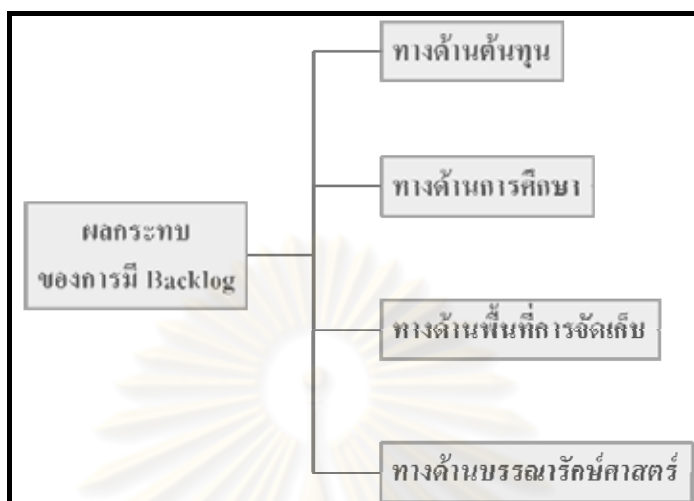 ทางด้านต้นทุน
ทางด้านการศึกษา
ผลกระทบ
ของการมี Backlog
ทางด้านพื้นที่การจัดเก็บ
ทางด้านบรรณารักษ์ศาสตร์